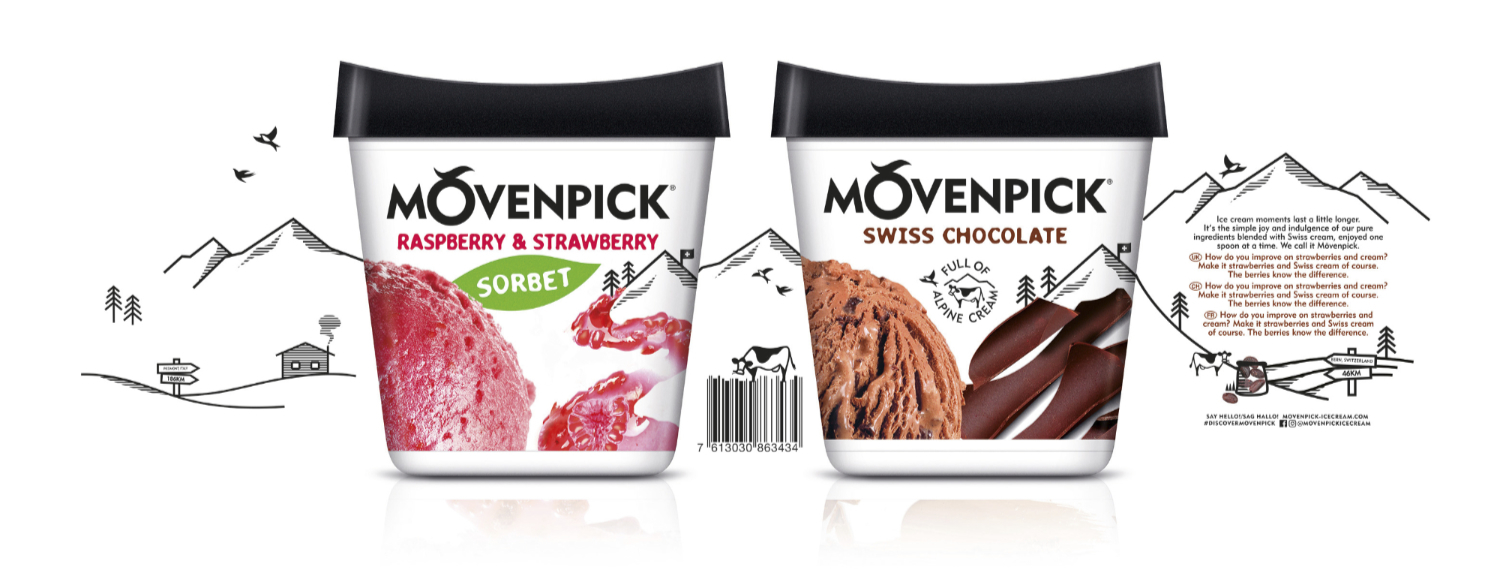 MÖVENPICK®
RASPBERRY & STRAWBERRY
SORBET
186KM
7 613030 863434
MÖVENPICK®
SWISS CHOCOLATE
FULL OF
ALPINE CREAM
Ice cream moments last a little longer.
It's the simple joy and indulgence of our pure
ingredients blended with Swiss cream, enjoyed one
spoon at a time. We call it Mövenpick.
UK How do you improve on strawberries and cream?
Make it strawberries and Swiss cream of course.
The berries know the difference.
CH How do you improve on strawberries and cream?
Make it strawberries and Swiss cream of course.
The berries know the difference.
FR How do you improve on strawberries and
cream? Make it strawberries and Swiss cream
of course. The berries know the difference.
BERN, SWITZERLAND
46KM
SAY HELLO!/SAG HALLO! MOVENPICK-ICECREAM.COM
#DISCOVERMOVENPICK @MOVENPICKICECREAM